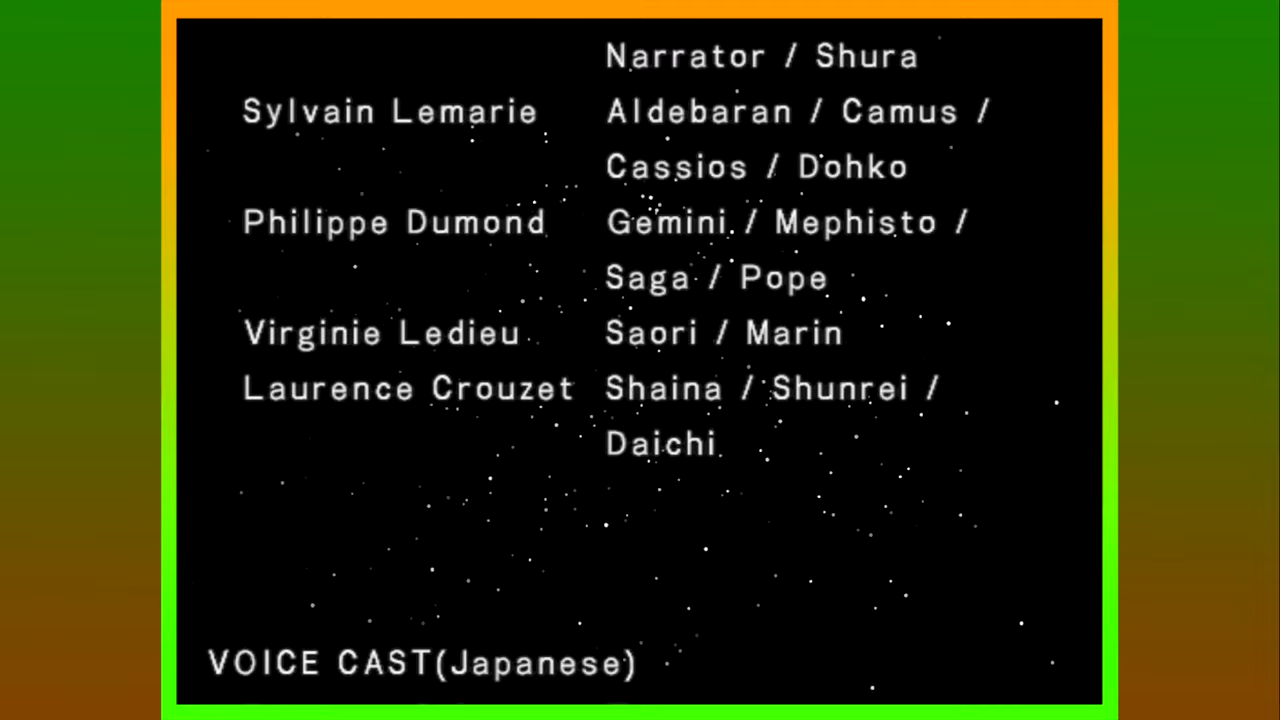 Narrator / Shura
Sylvain Lemarie Aldebaran / Camus /
Cassios / Dohko
Philippe Dumond Gemini / Mephisto /
Saga / Pope
Virginie Ledieu Saori / Marin
Laurence Crouzet Shaina / Shunrei /
Daichi
VOICE CAST(Japanese)